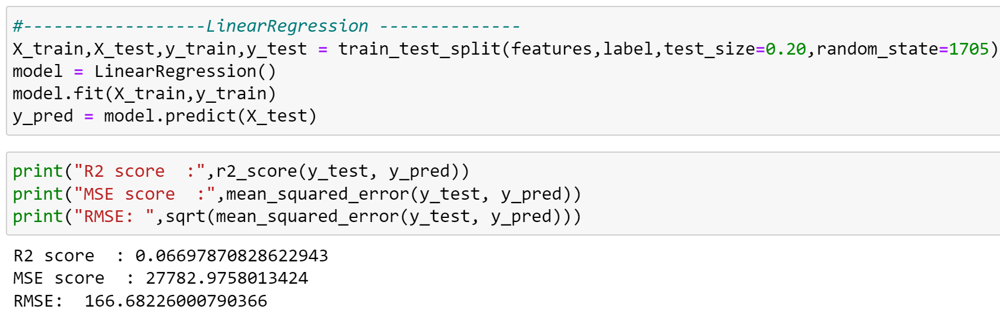 #------------------LinearRegression --------------
X_train,X_test,y_train,y_test = train_test_split(features,label,test_size=0.20,random_state=1705)
model = LinearRegression()
model.fit(X_train,y_train)
y_pred = model.predict(X_test)
print("R2 score  :",r2_score(y_test, y_pred))
print("MSE score  :",mean_squared_error(y_test, y_pred))
print("RMSE: ",sqrt(mean_squared_error(y_test, y_pred)))
R2 score  : 0.06697870828622943
MSE score  : 27782.9758013424
RMSE:  166.68226000790366